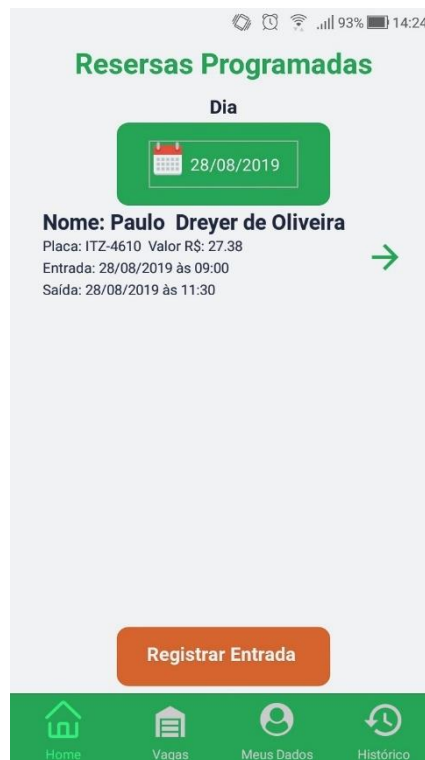 93% 14:24
Resersas Programadas
Dia
28/08/2019
Nome: Paulo Dreyer de Oliveira
Placa: ITZ-4610 Valor R$: 27.38
Entrada: 28/08/2019 às 09:00
Saída: 28/08/2019 às 11:30
Registrar Entrada
Home Vagas Meus Dados Histórico